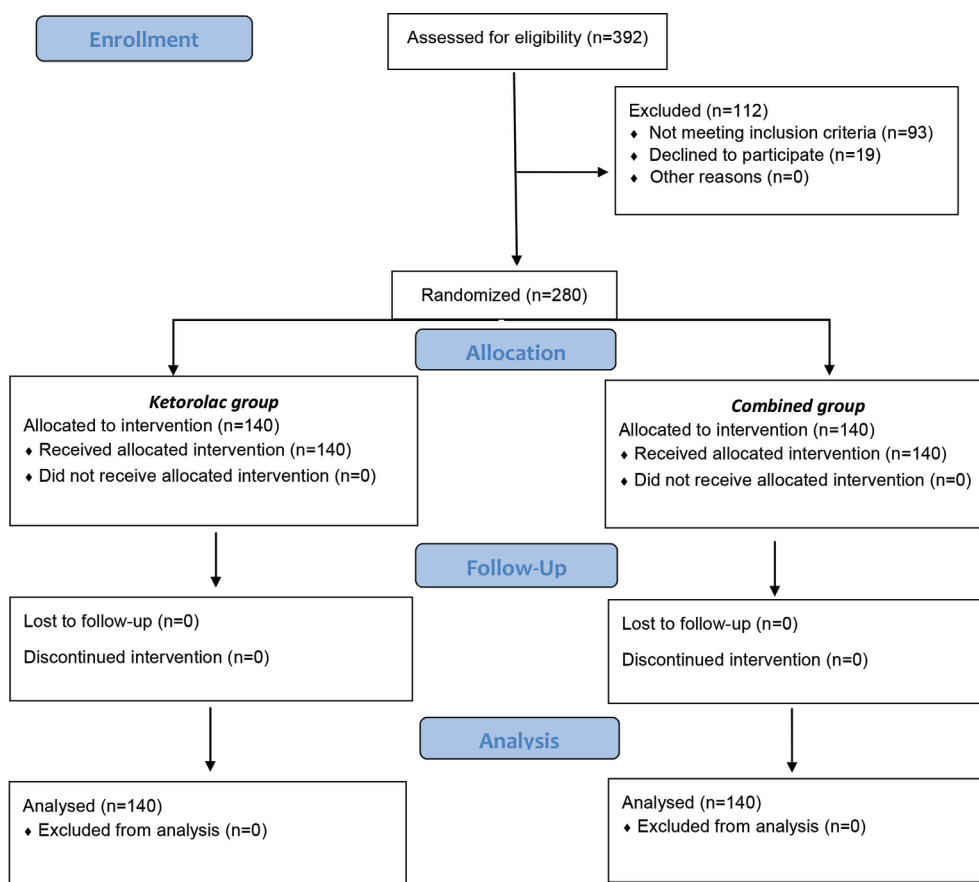 Enrollment
Assessed for eligibility (n=392)
Excluded (n=112)
♦ Not meeting inclusion criteria (n=93)
♦ Declined to participate (n=19)
♦ Other reasons (n=0)
Randomized (n=280)
Allocation
Ketorolac group
Allocated to intervention (n=140)
♦ Received allocated intervention (n=140)
♦ Did not receive allocated intervention (n=0)
Combined group
Allocated to intervention (n=140)
♦ Received allocated intervention (n=140)
♦ Did not receive allocated intervention (n=0)
Follow-Up
Lost to follow-up (n=0)
Discontinued intervention (n=0)
Lost to follow-up (n=0)
Discontinued intervention (n=0)
Analysis
Analysed (n=140)
♦ Excluded from analysis (n=0)
Analysed (n=140)
♦ Excluded from analysis (n=0)